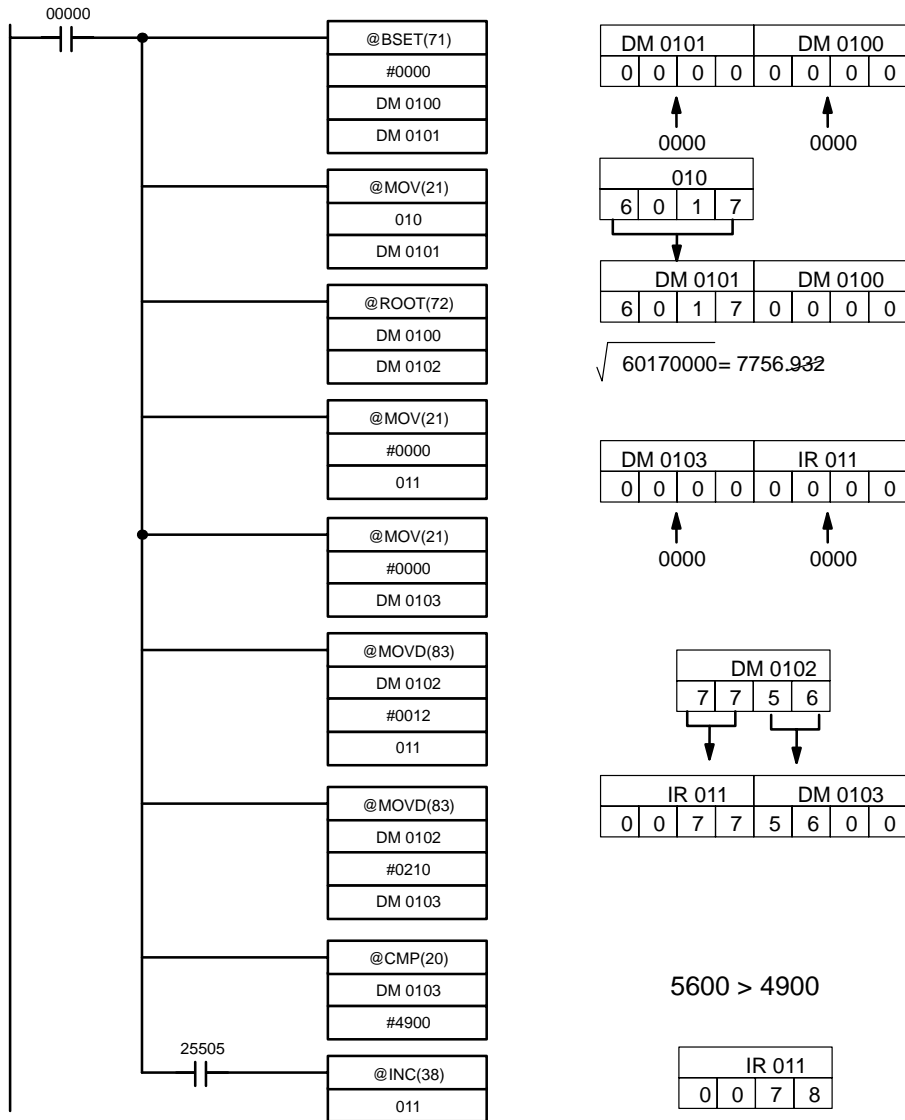 00000
@BSET(71)
#0000
DM 0100
DM 0101
DM 0101 DM 0100
0 0 0 0 0 0 0 0
0000 0000
@MOV(21)
010
DM 0101
010
6 0 1 7
DM 0101 DM 0100
6 0 1 7 0 0 0 0
@ROOT(72)
DM 0100
DM 0102
√60170000= 7756.932
@MOV(21)
#0000
011
DM 0103 IR 011
0 0 0 0 0 0 0 0
0000 0000
@MOV(21)
#0000
DM 0103
@MOVD(83)
DM 0102
#0012
011
DM 0102
7 7 5 6
IR 011 DM 0103
0 0 7 7 5 6 0 0
@MOVD(83)
DM 0102
#0210
DM 0103
@CMP(20)
DM 0103
#4900
5600 > 4900
25505
@INC(38)
011
IR 011
0 0 7 8